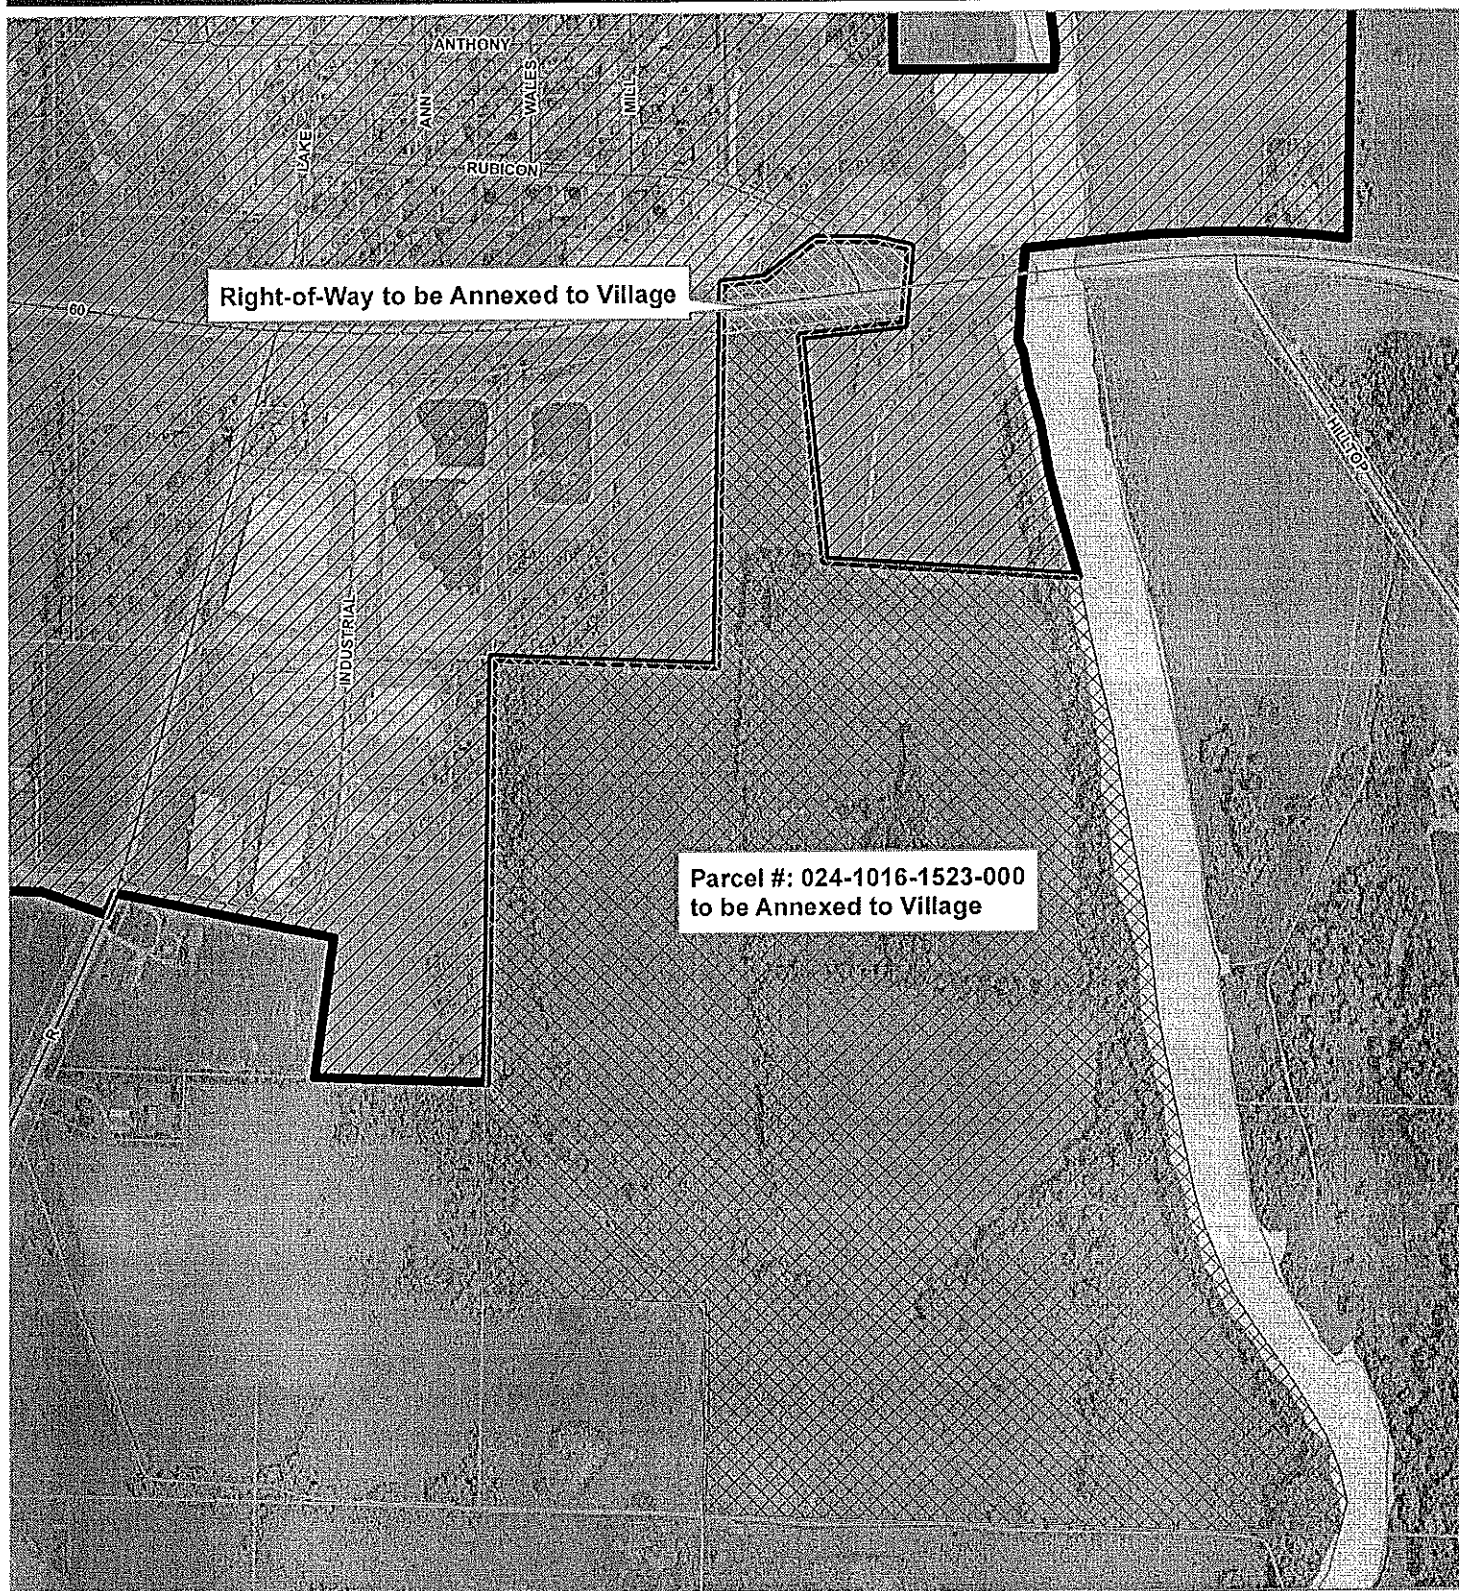 ANTHONY
ANN
WALES
MILL
LAKE
RUBICON
Right-of-Way to be Annexed to Village
60
HILLTOP
INDUSTRIAL
Parcel #: 024-1016-1523-000
to be Annexed to Village
R